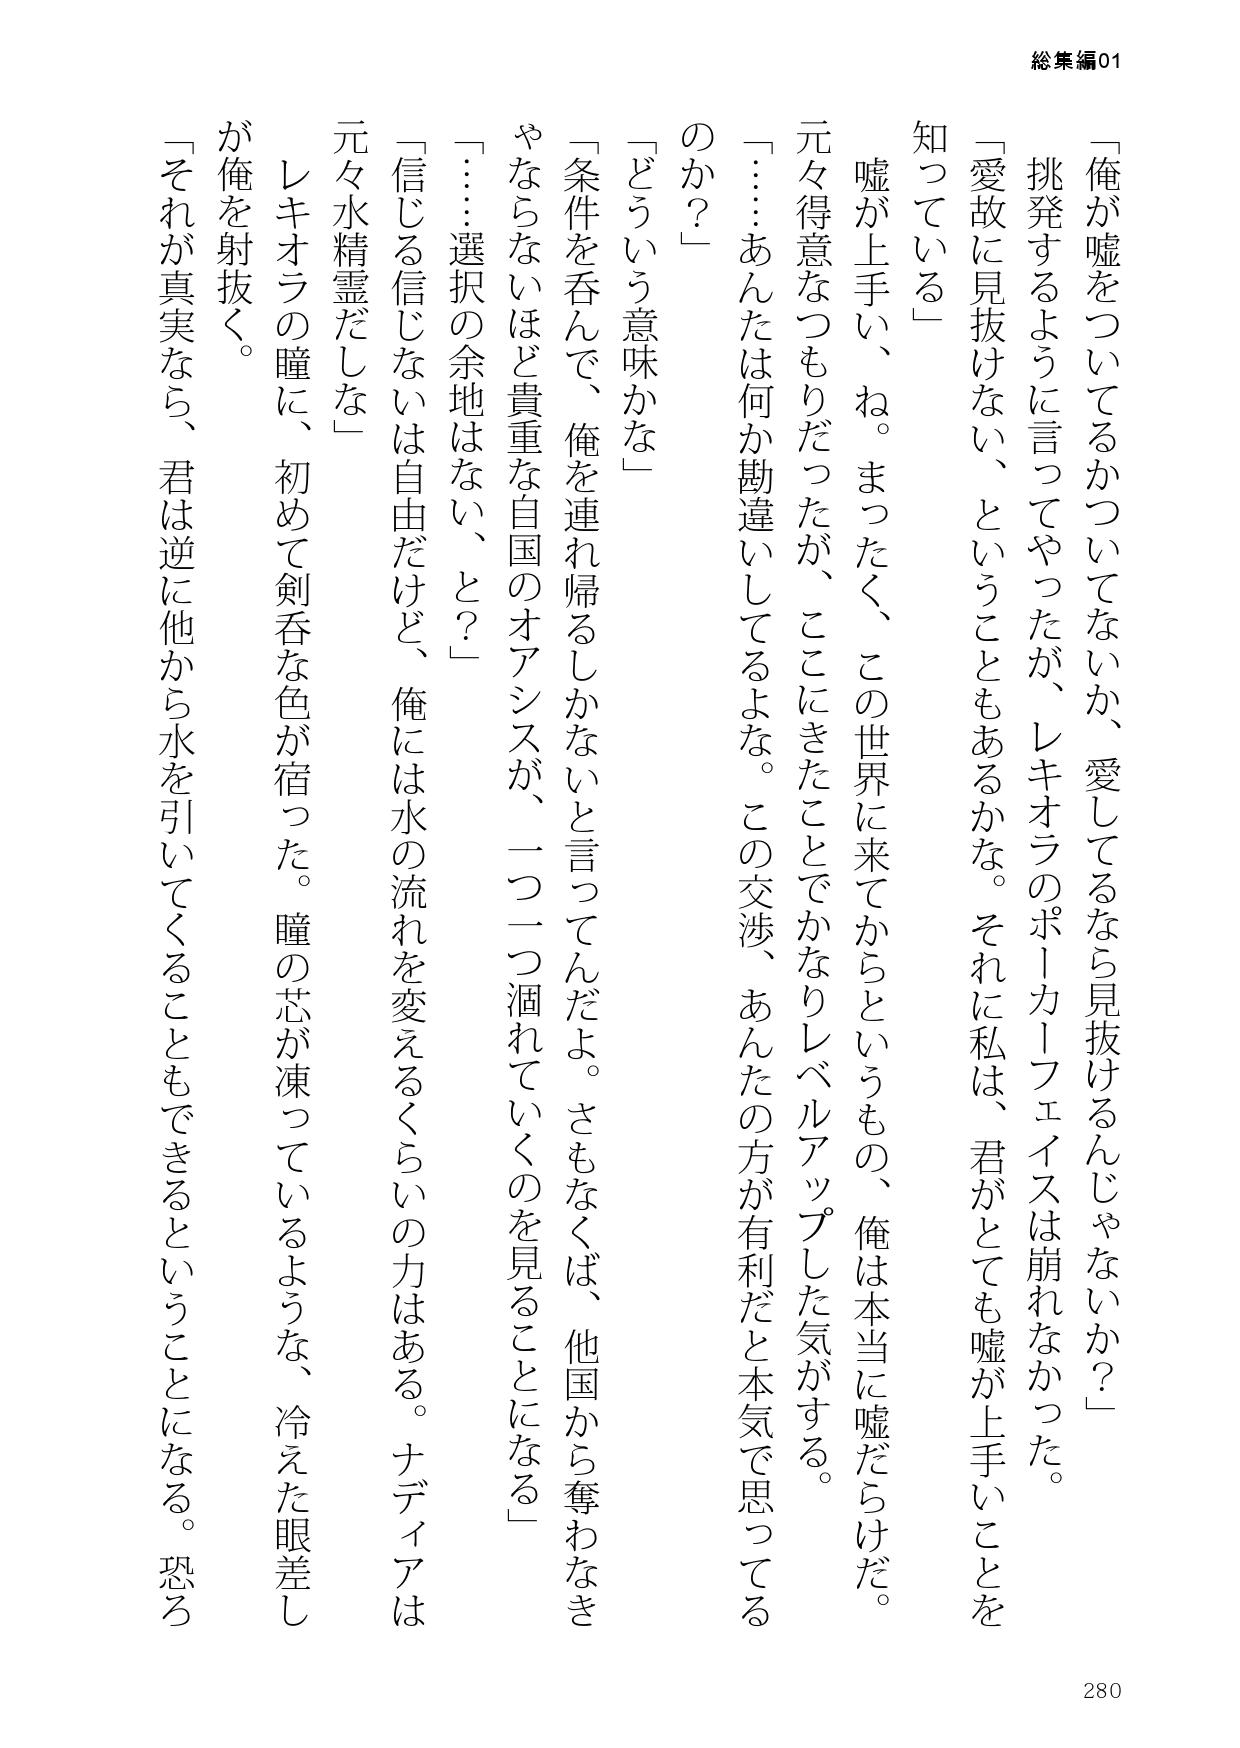 総集編01
「俺が嘘をついてるかついてないか、愛してるなら見抜けるんじゃないか？」
　挑発するように言ってやったが、レキオラのポーカーフェイスは崩れなかった。
「愛故に見抜けない、ということもあるかな。それに私は、君がとても嘘が上手いことを
知っている」
　嘘が上手い、ね。まったく、この世界に来てからというもの、俺は本当に嘘だらけだ。
元々得意なつもりだったが、ここにきたことでかなりレベルアップした気がする。
「……あんたは何か勘違いしてるよな。この交渉、あんたの方が有利だと本気で思ってる
のか？」
「どういう意味かな」
「条件を呑んで、俺を連れ帰るしかないと言ってんだよ。さもなくば、他国から奪わなき
ゃならないほど貴重な自国のオアシスが、一つ一つ涸れていくのを見ることになる」
「……選択の余地はない、と？」
「信じる信じないは自由だけど、俺には水の流れを変えるくらいの力はある。ナディアは
元々水精霊だしな」
　レキオラの瞳に、初めて剣呑な色が宿った。瞳の芯が凍っているような、冷えた眼差し
が俺を射抜く。
「それが真実なら、君は逆に他から水を引いてくることもできるということになる。恐ろ
280